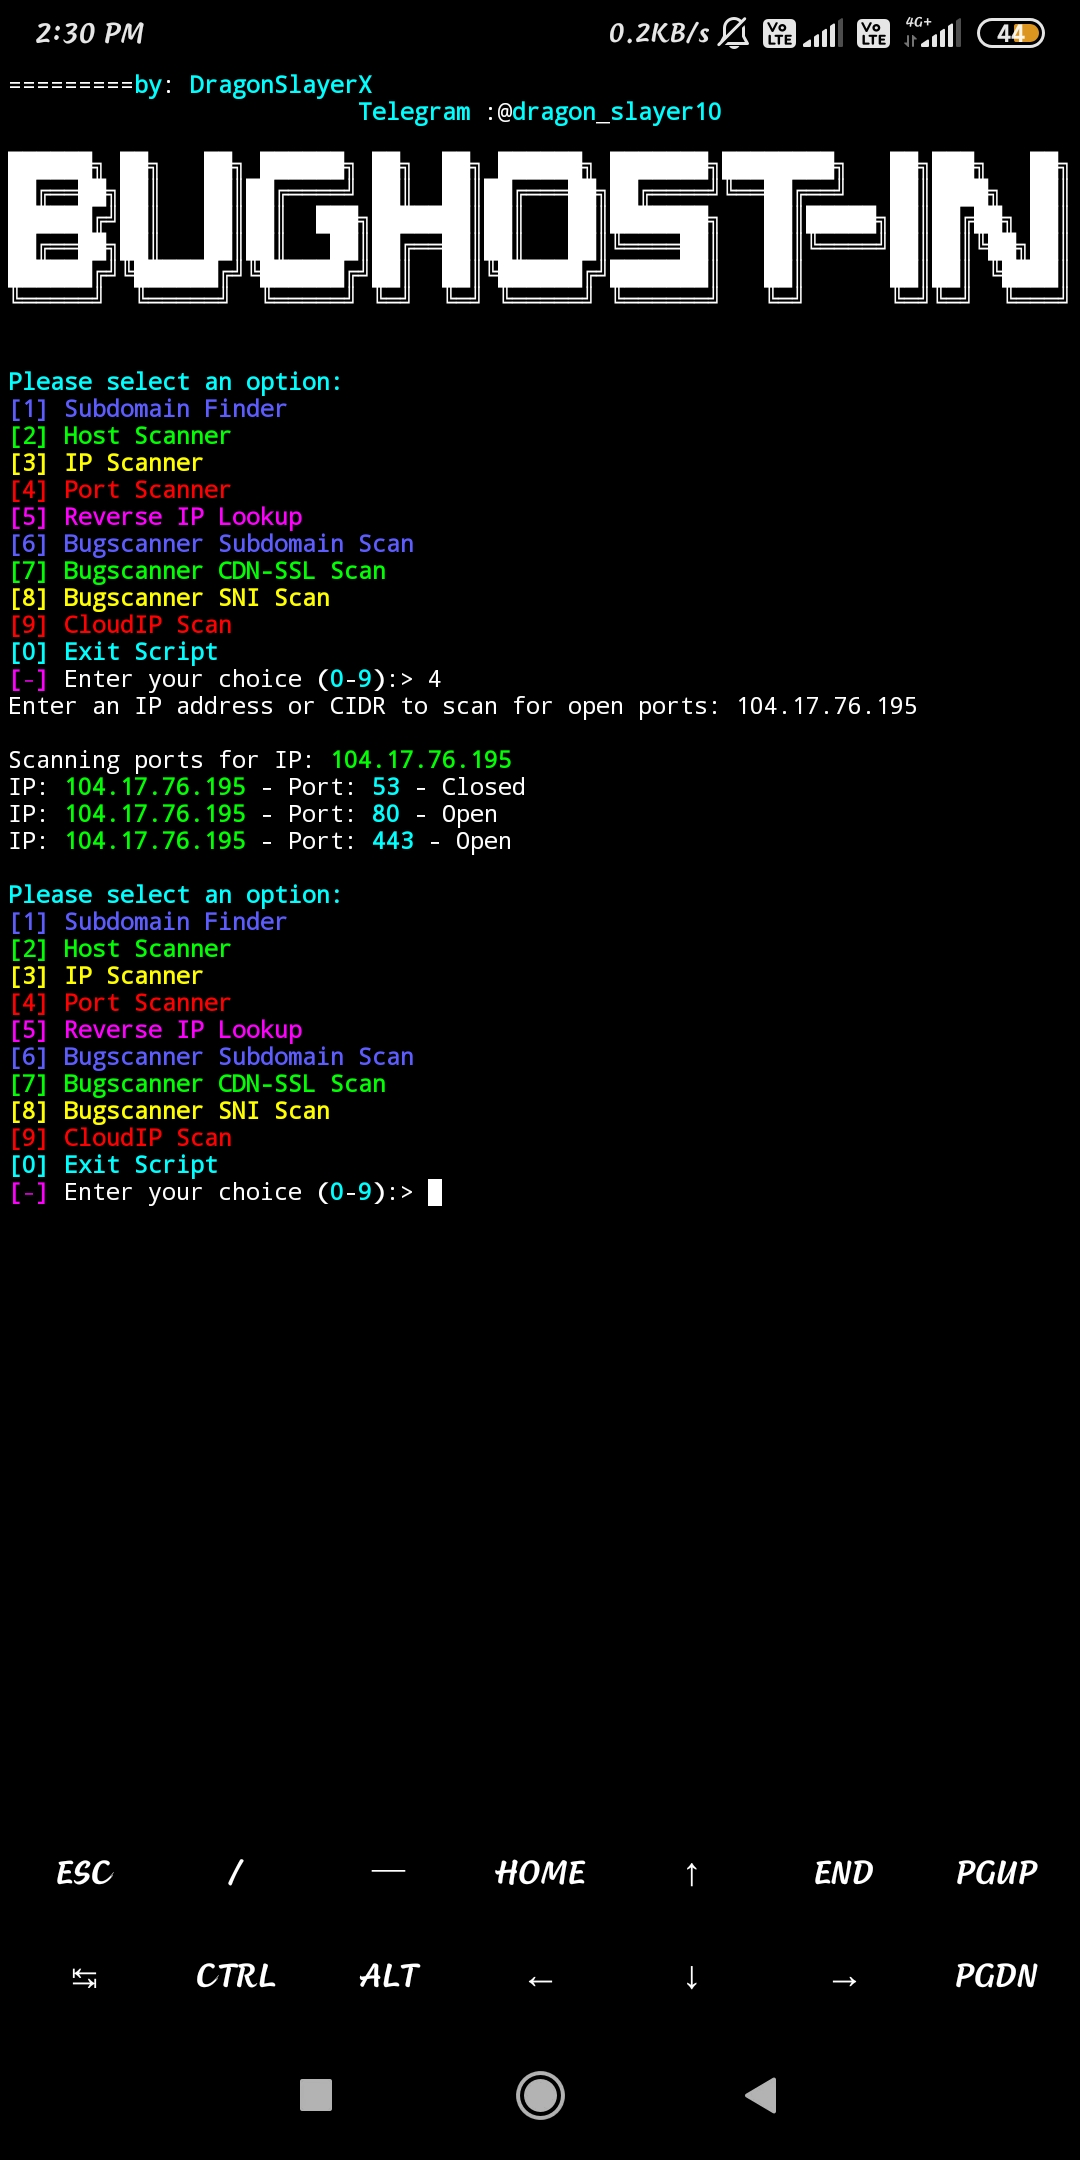 2:30 PM 0.2KB/s Vo LTE Vo LTE 4G+ 44
=========by: DragonSlayerX
Telegram :@dragon_slayer10
BUGHOST-IN
Please select an option:
[1] Subdomain Finder
[2] Host Scanner
[3] IP Scanner
[4] Port Scanner
[5] Reverse IP Lookup
[6] Bugscanner Subdomain Scan
[7] Bugscanner CDN-SSL Scan
[8] Bugscanner SNI Scan
[9] CloudIP Scan
[0] Exit Script
[-] Enter your choice (0-9):> 4
Enter an IP address or CIDR to scan for open ports: 104.17.76.195
Scanning ports for IP: 104.17.76.195
IP: 104.17.76.195 - Port: 53 - Closed
IP: 104.17.76.195 - Port: 80 - Open
IP: 104.17.76.195 - Port: 443 - Open
Please select an option:
[1] Subdomain Finder
[2] Host Scanner
[3] IP Scanner
[4] Port Scanner
[5] Reverse IP Lookup
[6] Bugscanner Subdomain Scan
[7] Bugscanner CDN-SSL Scan
[8] Bugscanner SNI Scan
[9] CloudIP Scan
[0] Exit Script
[-] Enter your choice (0-9):>
ESC / — HOME ↑ END PGUP
↹ CTRL ALT ← ↓ → PGDN